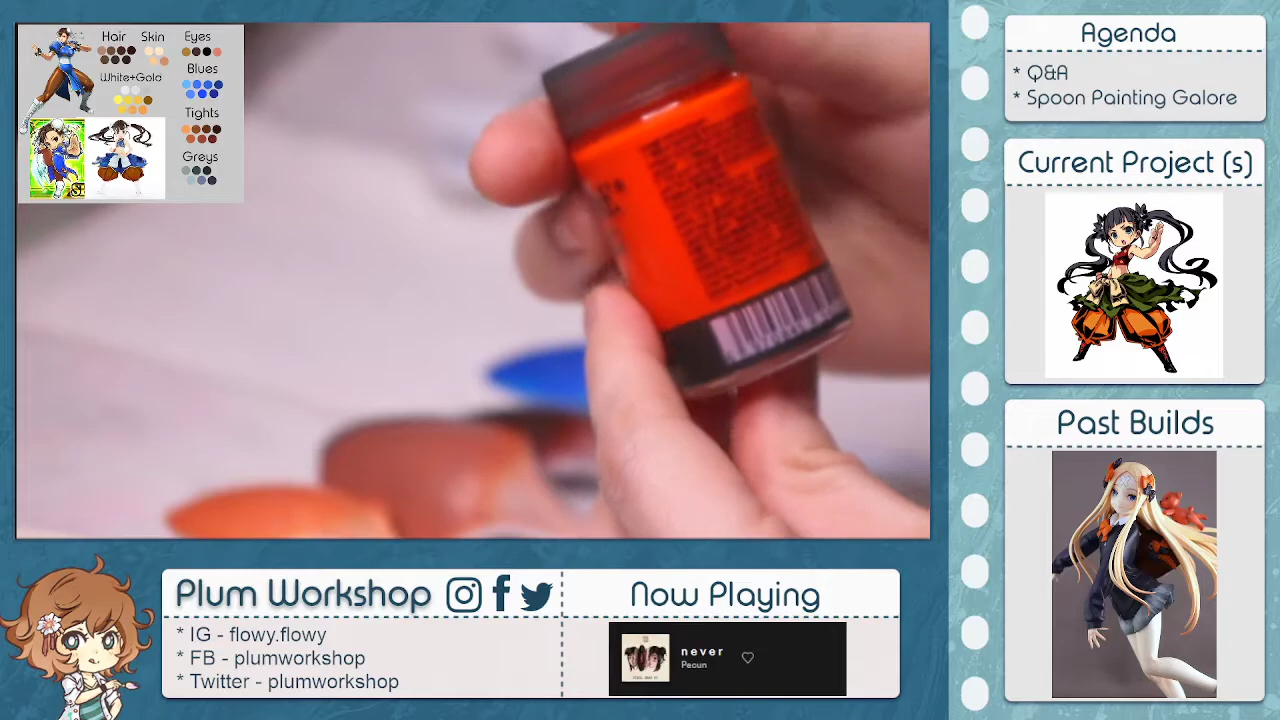 Hair
Skin
Eyes
White+Gold
Blues
Tights
Greys
Agenda
* Q&A
* Spoon Painting Galore
Current Project (s)
Past Builds
Plum Workshop
* IG - flowy.flowy
* FB - plumworkshop
* Twitter - plumworkshop
Now Playing
never
Peoun